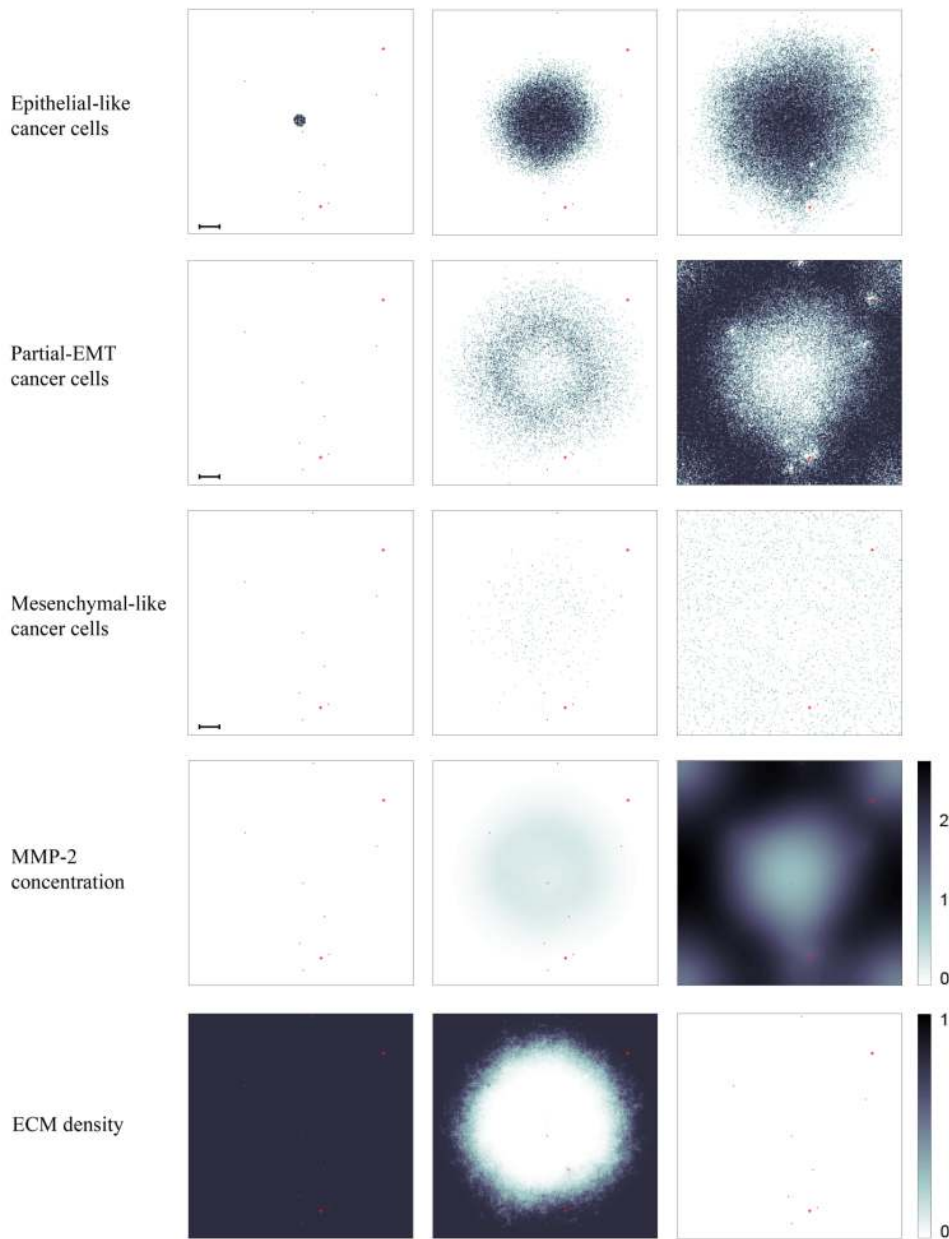 Epithelial-like
cancer cells
Partial-EMT
cancer cells
Mesenchymal-like
cancer cells
MMP-2
concentration
2
1
0
ECM density
1
0